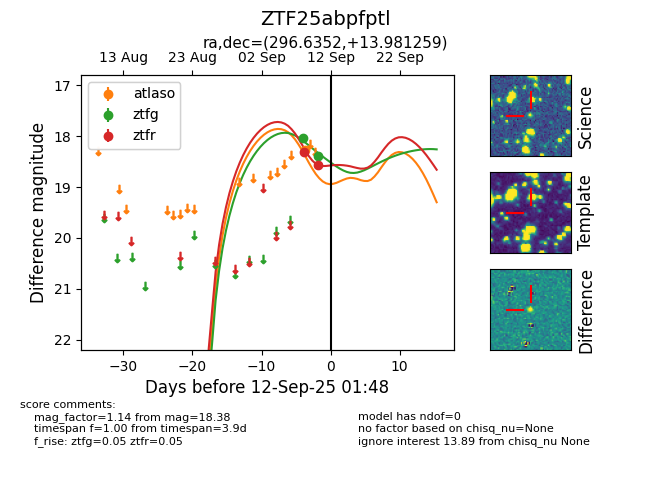 ZTF25abpfptl
ra,dec=(296.6352,+13.981259)
13 Aug 23 Aug 02 Sep 12 Sep 22 Sep
17
18
19
20
21
22
Difference magnitude
atlaso
ztfg
ztfr
−30 −20 −10 0 10
Days before 12-Sep-25 01:48
Science
Template
Difference
score comments:
mag_factor=1.14 from mag=18.38
timespan f=1.00 from timespan=3.9d
f_rise: ztfg=0.05 ztfr=0.05
model has ndof=0
no factor based on chisq_nu=None
ignore interest 13.89 from chisq_nu None